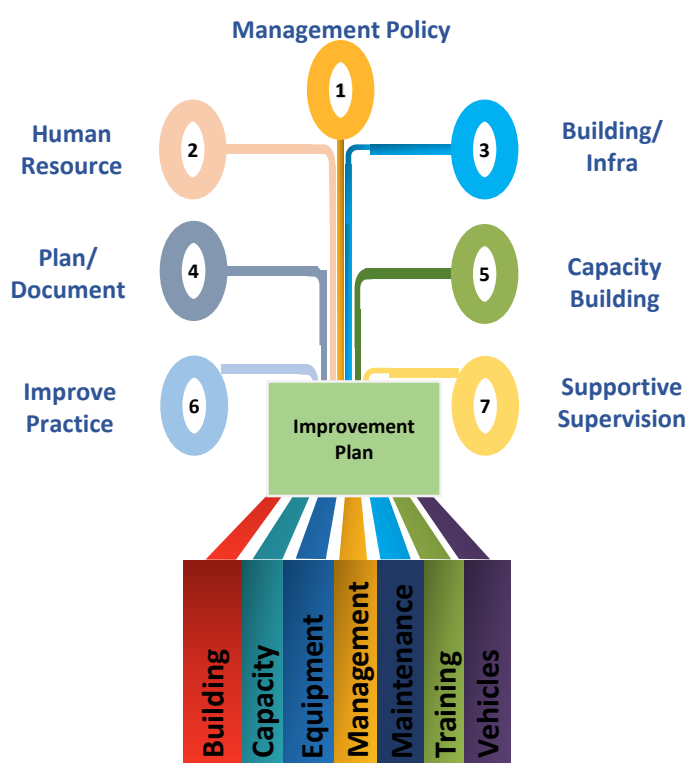 Management Policy
1
Human
Resource
2
3
Building/
Infra
Plan/
Document
4
5
Capacity
Building
Improve
Practice
6
7
Supportive
Supervision
Improvement
Plan
Building
Capacity
Equipment
Management
Maintenance
Training
Vehicles